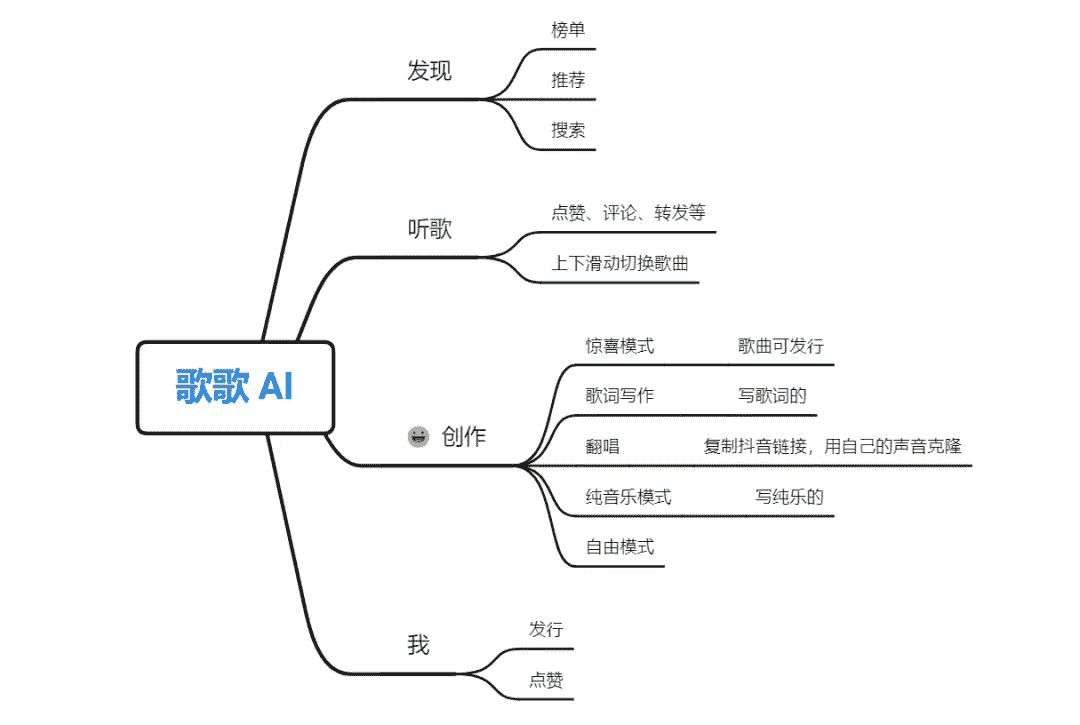 榜单
发现
推荐
搜索
点赞、评论、转发等
听歌
上下滑动切换歌曲
歌歌 AI
惊喜模式 歌曲可发行
歌词写作 写歌词的
创作
翻唱 复制抖音链接，用自己的声音克隆
纯音乐模式 写纯乐的
自由模式
发行
我
点赞